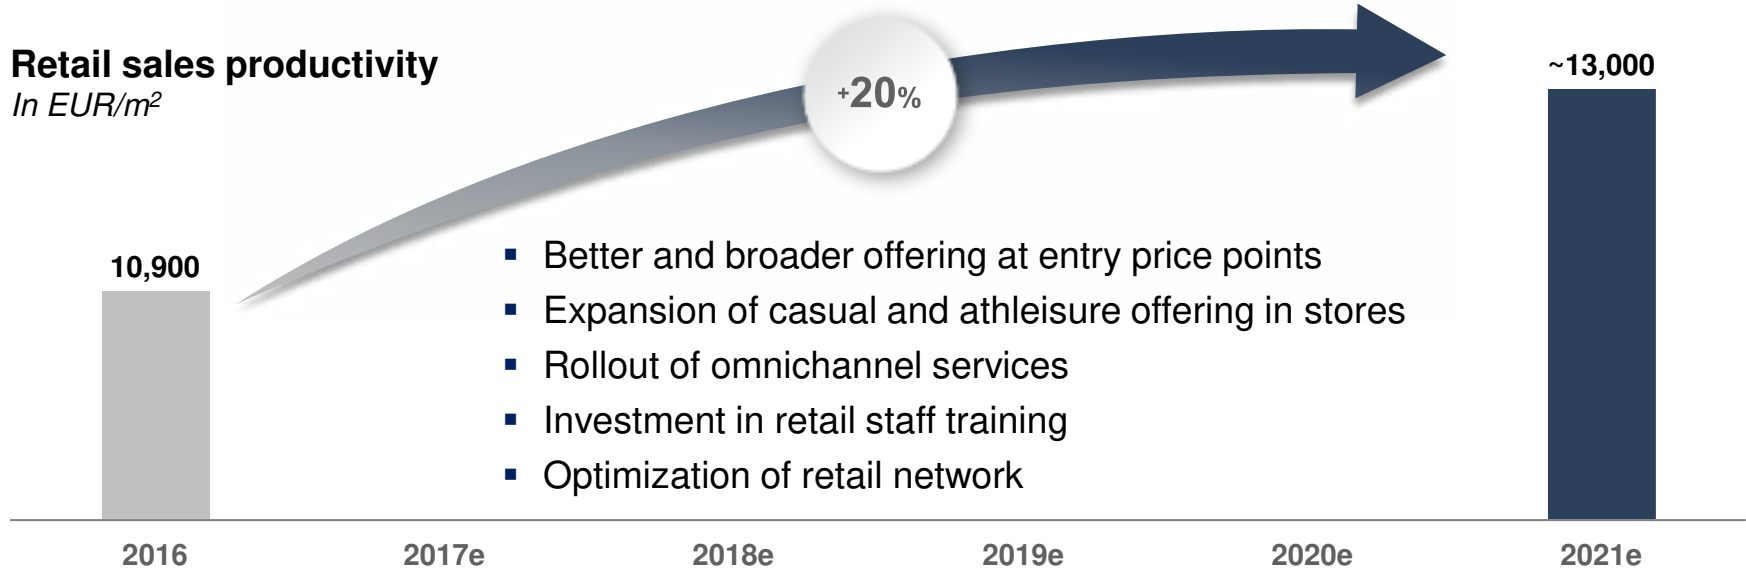 Retail sales productivity
In EUR/m²
+20%
~13,000
10,900
▪ Better and broader offering at entry price points
▪ Expansion of casual and athleisure offering in stores
▪ Rollout of omnichannel services
▪ Investment in retail staff training
▪ Optimization of retail network
2016 2017e 2018e 2019e 2020e 2021e